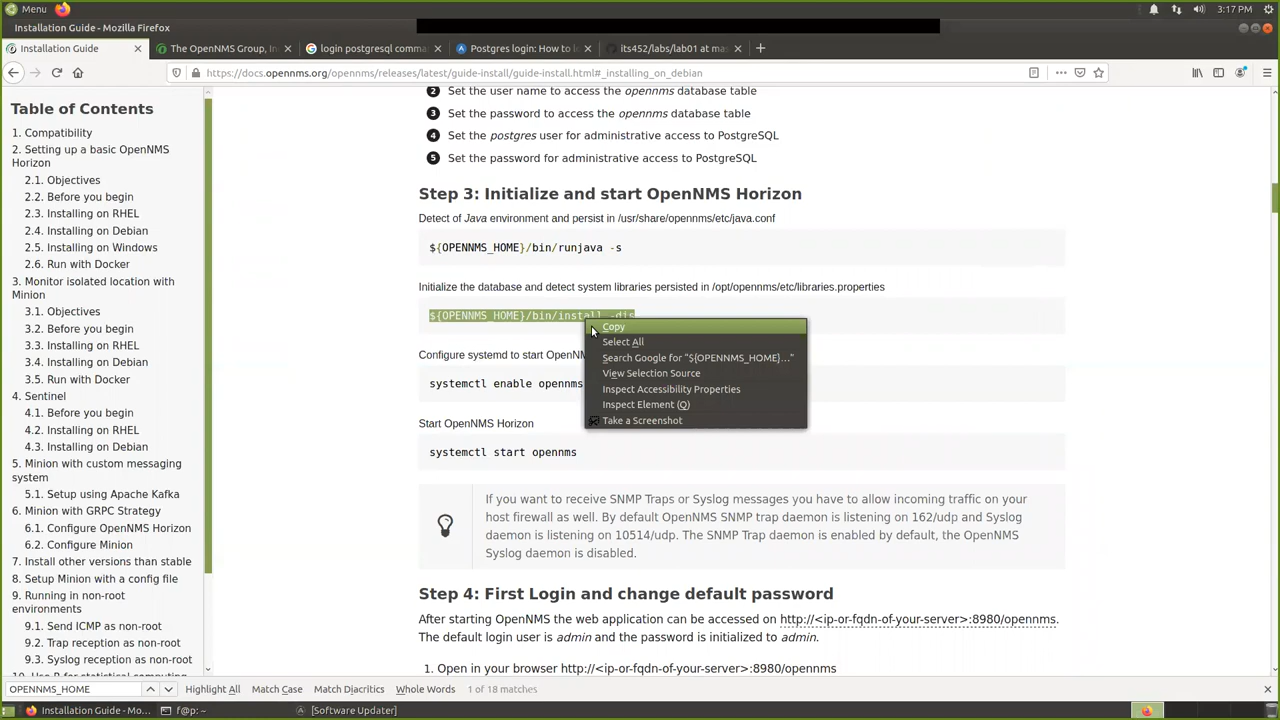 Menu
3:17 PM
Installation Guide - Mozilla Firefox
Installation Guide
The OpenNMS Group, In
login postgresql comma
Postgres login: How to l
its452/labs/lab01 at mas
https://docs.opennms.org/opennms/releases/latest/guide-install/guide-install.html#_installing_on_debian
Table of Contents
1. Compatibility
2. Setting up a basic OpenNMS
Horizon
2.1. Objectives
2.2. Before you begin
2.3. Installing on RHEL
2.4. Installing on Debian
2.5. Installing on Windows
2.6. Run with Docker
3. Monitor isolated location with
Minion
3.1. Objectives
3.2. Before you begin
3.3. Installing on RHEL
3.4. Installing on Debian
3.5. Run with Docker
4. Sentinel
4.1. Before you begin
4.2. Installing on RHEL
4.3. Installing on Debian
5. Minion with custom messaging
system
5.1. Setup using Apache Kafka
6. Minion with GRPC Strategy
6.1. Configure OpenNMS Horizon
6.2. Configure Minion
7. Install other versions than stable
8. Setup Minion with a config file
9. Running in non-root
environments
9.1. Send ICMP as non-root
9.2. Trap reception as non-root
9.3. Syslog reception as non-root
10. Use R for statistical computing
2 Set the user name to access the opennms database table
3 Set the password to access the opennms database table
4 Set the postgres user for administrative access to PostgreSQL
5 Set the password for administrative access to PostgreSQL
Step 3: Initialize and start OpenNMS Horizon
Detect of Java environment and persist in /usr/share/opennms/etc/java.conf
${OPENNMS_HOME}/bin/runjava -s
Initialize the database and detect system libraries persisted in /opt/opennms/etc/libraries.properties
${OPENNMS_HOME}/bin/install -dis
Configure systemd to start OpenNM
systemctl enable opennms
Start OpenNMS Horizon
systemctl start opennms
Copy
Select All
Search Google for "${OPENNMS_HOME}…"
View Selection Source
Inspect Accessibility Properties
Inspect Element (Q)
Take a Screenshot
If you want to receive SNMP Traps or Syslog messages you have to allow incoming traffic on your
host firewall as well. By default OpenNMS SNMP trap daemon is listening on 162/udp and Syslog
daemon is listening on 10514/udp. The SNMP Trap daemon is enabled by default, the OpenNMS
Syslog daemon is disabled.
Step 4: First Login and change default password
After starting OpenNMS the web application can be accessed on http://<ip-or-fqdn-of-your-server>:8980/opennms.
The default login user is admin and the password is initialized to admin.
1. Open in your browser http://<ip-or-fqdn-of-your-server>:8980/opennms
OPENNMS_HOME
Highlight All
Match Case
Match Diacritics
Whole Words
1 of 18 matches
Installation Guide - Mo...
f@p: ~
[Software Updater]